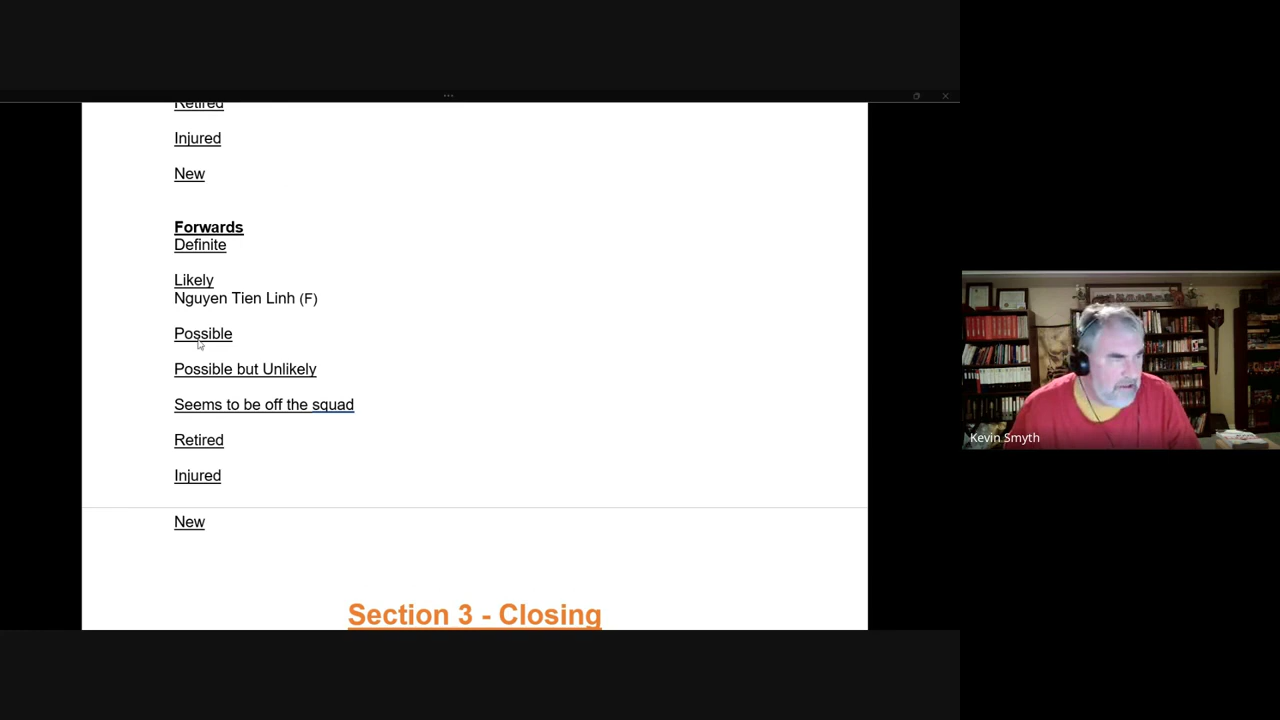 Retired
Injured
New
Forwards
Definite
Likely
Nguyen Tien Linh (F)
Possible
Possible but Unlikely
Seems to be off the squad
Retired
Injured
New
Section 3 - Closing
Kevin Smyth